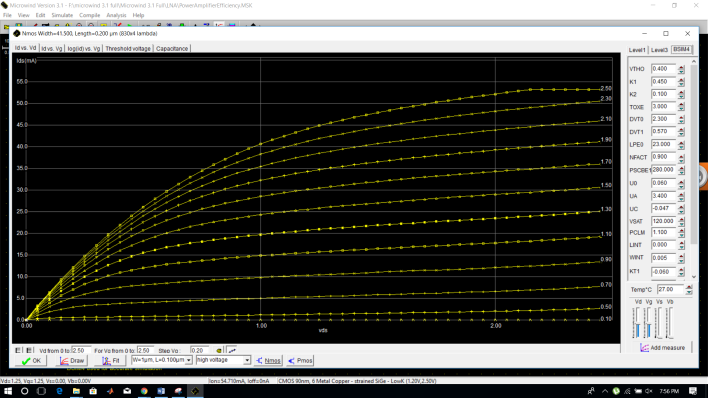 Microwind Version 3.1 - F:\microwind 3.1 full\microwind 3.1 full\LNA\PowerAmplifierEfficency.MSK
File View Edit Simulate Compile Analysis Help
Nmos Width=41.500, Length=0.200 µm (830x4 lambda)
Id vs. Vd Id vs. Vg log(Id) vs. Vg Threshold voltage Capacitance
Level1 Level3 BSIM4
Ids(mA)
55.0
50.0
45.0
40.0
35.0
30.0
25.0
20.0
15.0
10.0
5.0
0.0
0.00 1.00 2.00
vds
2.50
2.30
2.10
1.90
1.70
1.50
1.30
1.10
0.90
0.70
0.50
0.10
VTHO 0.400
K1 0.450
K2 0.100
TOXE 3.000
DVT0 2.300
DVT1 0.570
LPE0 23.000
NFACT 0.900
PSCBE1 280.000
U0 0.060
UA 3.400
UC -0.047
VSAT 120.000
PCLM 1.100
LINT 0.000
WINT 0.005
KT1 -0.060
Temp°C 27.00
Vd Vg Vs Vb
Add measure
Vd from 0 to: 2.50 For Vg from 0 to: 2.50 Step Vg: 0.20
OK Draw Fit W=1µm, L=0.100µm high voltage Nmos Pmos
Vd=1.25, Vg=1.25, Vs=0.00, Vb=0.00V Ion=34.710mA, Ioff=0nA CMOS 90nm, 6 Metal Copper - strained SiGe - LowK (1.20V,2.50V)
7:56 PM